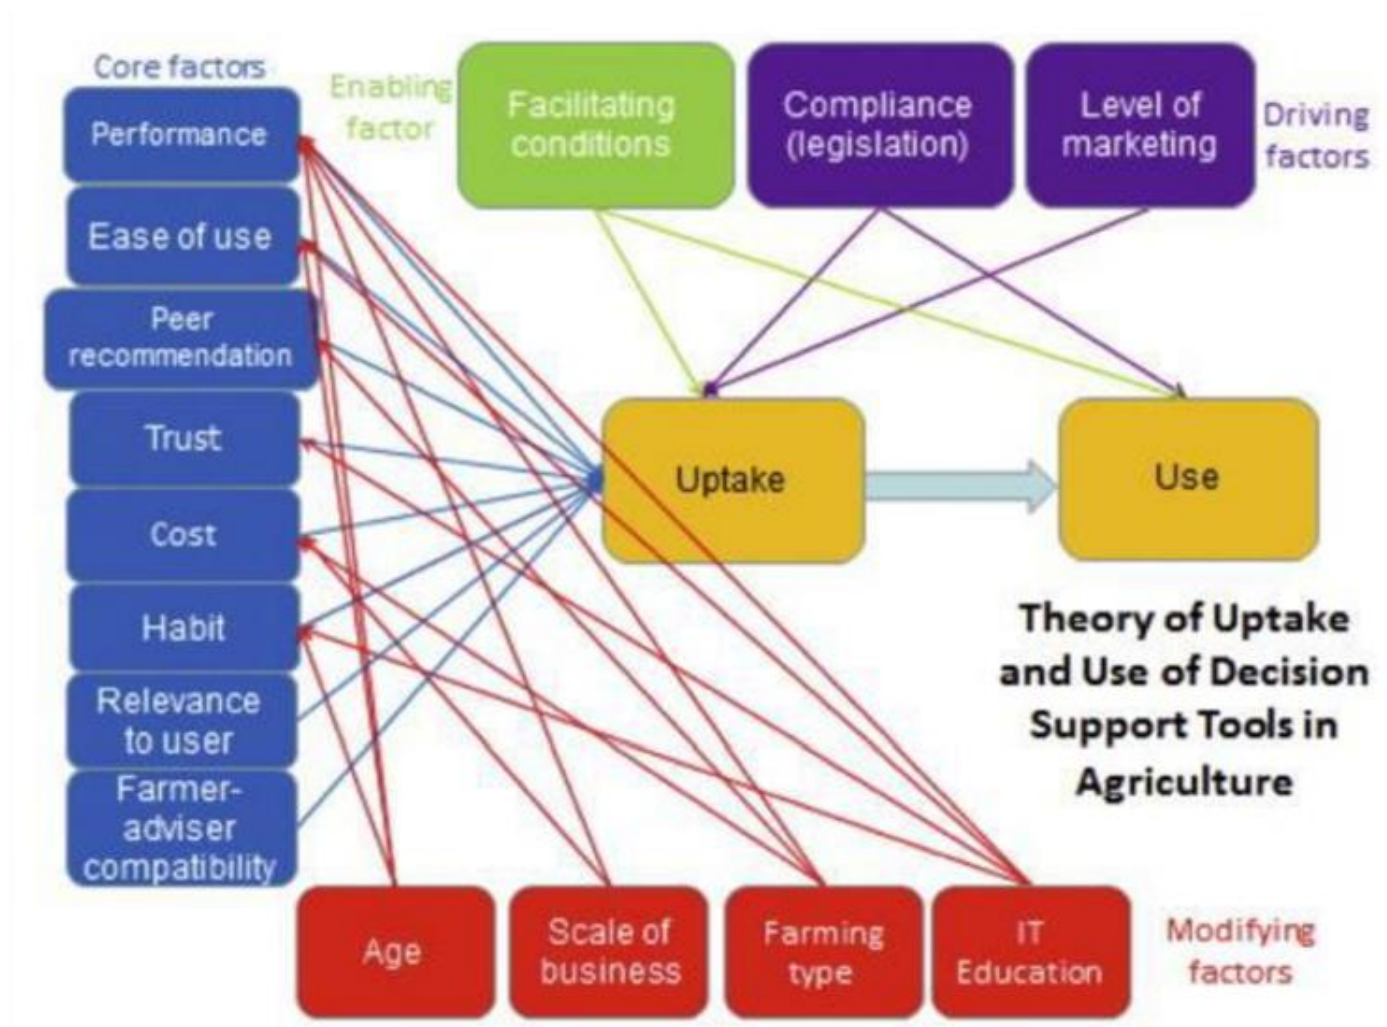 Core factors
Performance
Ease of use
Peer
recommendation
Trust
Cost
Habit
Relevance
to user
Farmer-
adviser
compatibility
Enabling
factor
Facilitating
conditions
Compliance
(legislation)
Level of
marketing
Driving
factors
Uptake
Use
Theory of Uptake
and Use of Decision
Support Tools in
Agriculture
Age
Scale of
business
Farming
type
IT
Education
Modifying
factors